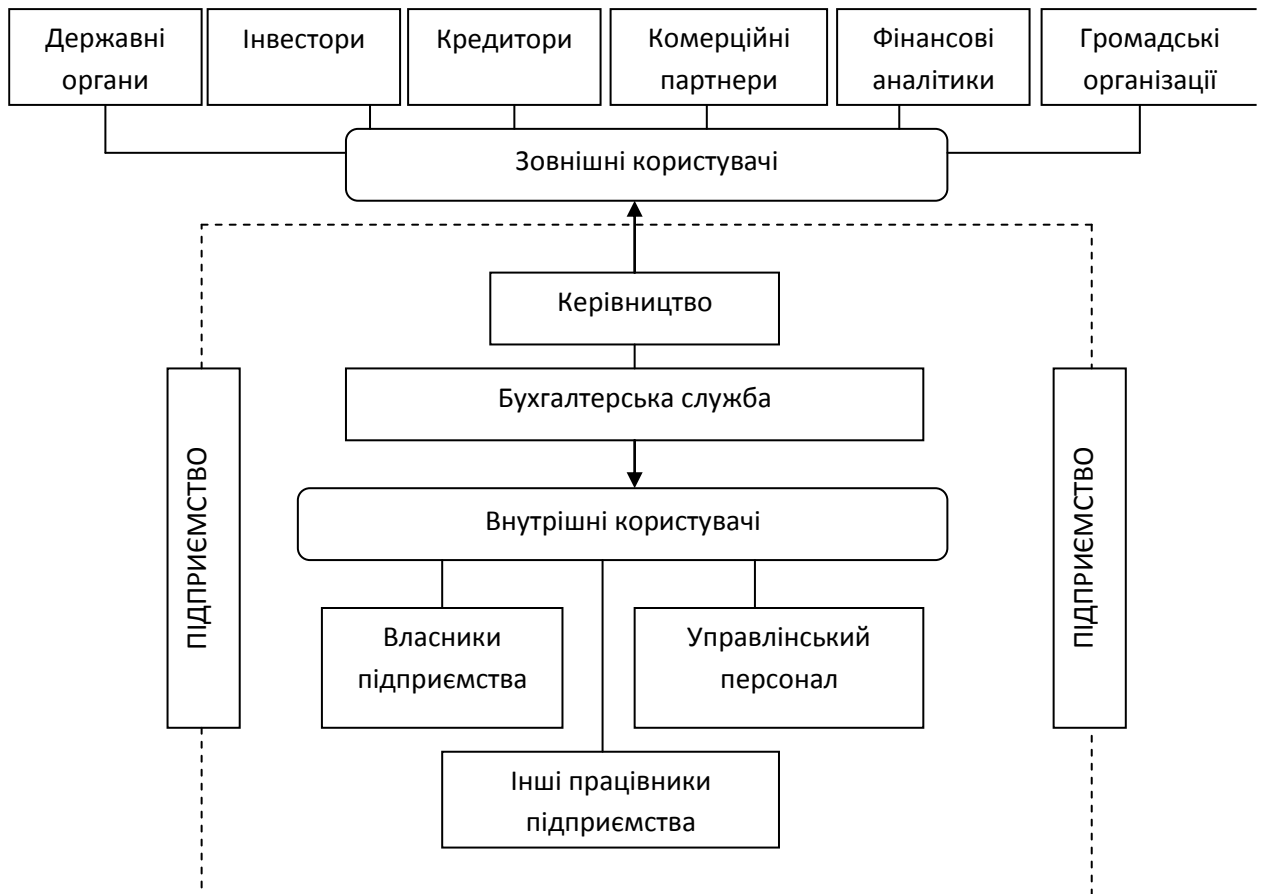 Державні
органи
Інвестори
Кредитори
Комерційні
партнери
Фінансові
аналітики
Громадські
організації
Зовнішні користувачі
Керівництво
Бухгалтерська служба
ПІДПРИЄМСТВО
ПІДПРИЄМСТВО
Внутрішні користувачі
Власники
підприємства
Управлінський
персонал
Інші працівники
підприємства